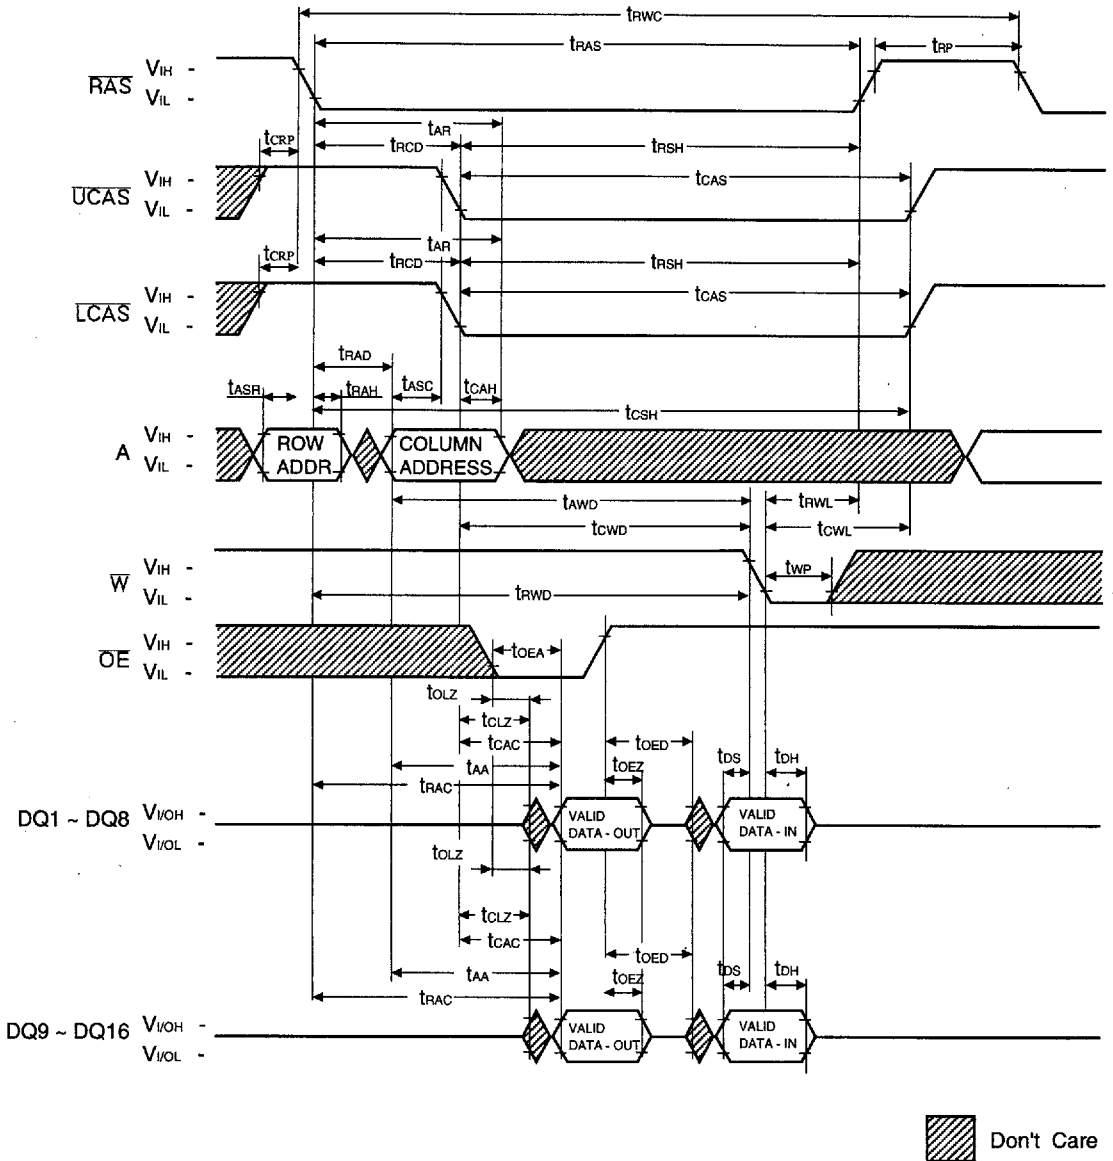 tRWC
tRAS
tRP
RAS
VIH -
VIL -
tAR
tCRP
tRCD
tRSH
UCAS
VIH -
VIL -
tCAS
tAR
tCRP
tRCD
tRSH
LCAS
VIH -
VIL -
tCAS
tRAD
tASR
tRAH
tASC
tCAH
tCSH
A
VIH -
VIL -
ROW
ADDR
COLUMN
ADDRESS
tAWD
tRWL
tCWD
tCWL
W
VIH -
VIL -
tWP
tRWD
OE
VIH -
VIL -
tOEA
tOLZ
tCLZ
tCAC
tOED
tAA
tOEZ
tDS
tDH
tRAC
DQ1 ~ DQ8
VI/OH -
VI/OL -
VALID
DATA - OUT
VALID
DATA - IN
tOLZ
tCLZ
tCAC
tOED
tAA
tOEZ
tDS
tDH
tRAC
DQ9 ~ DQ16
VI/OH -
VI/OL -
VALID
DATA - OUT
VALID
DATA - IN
Don't Care